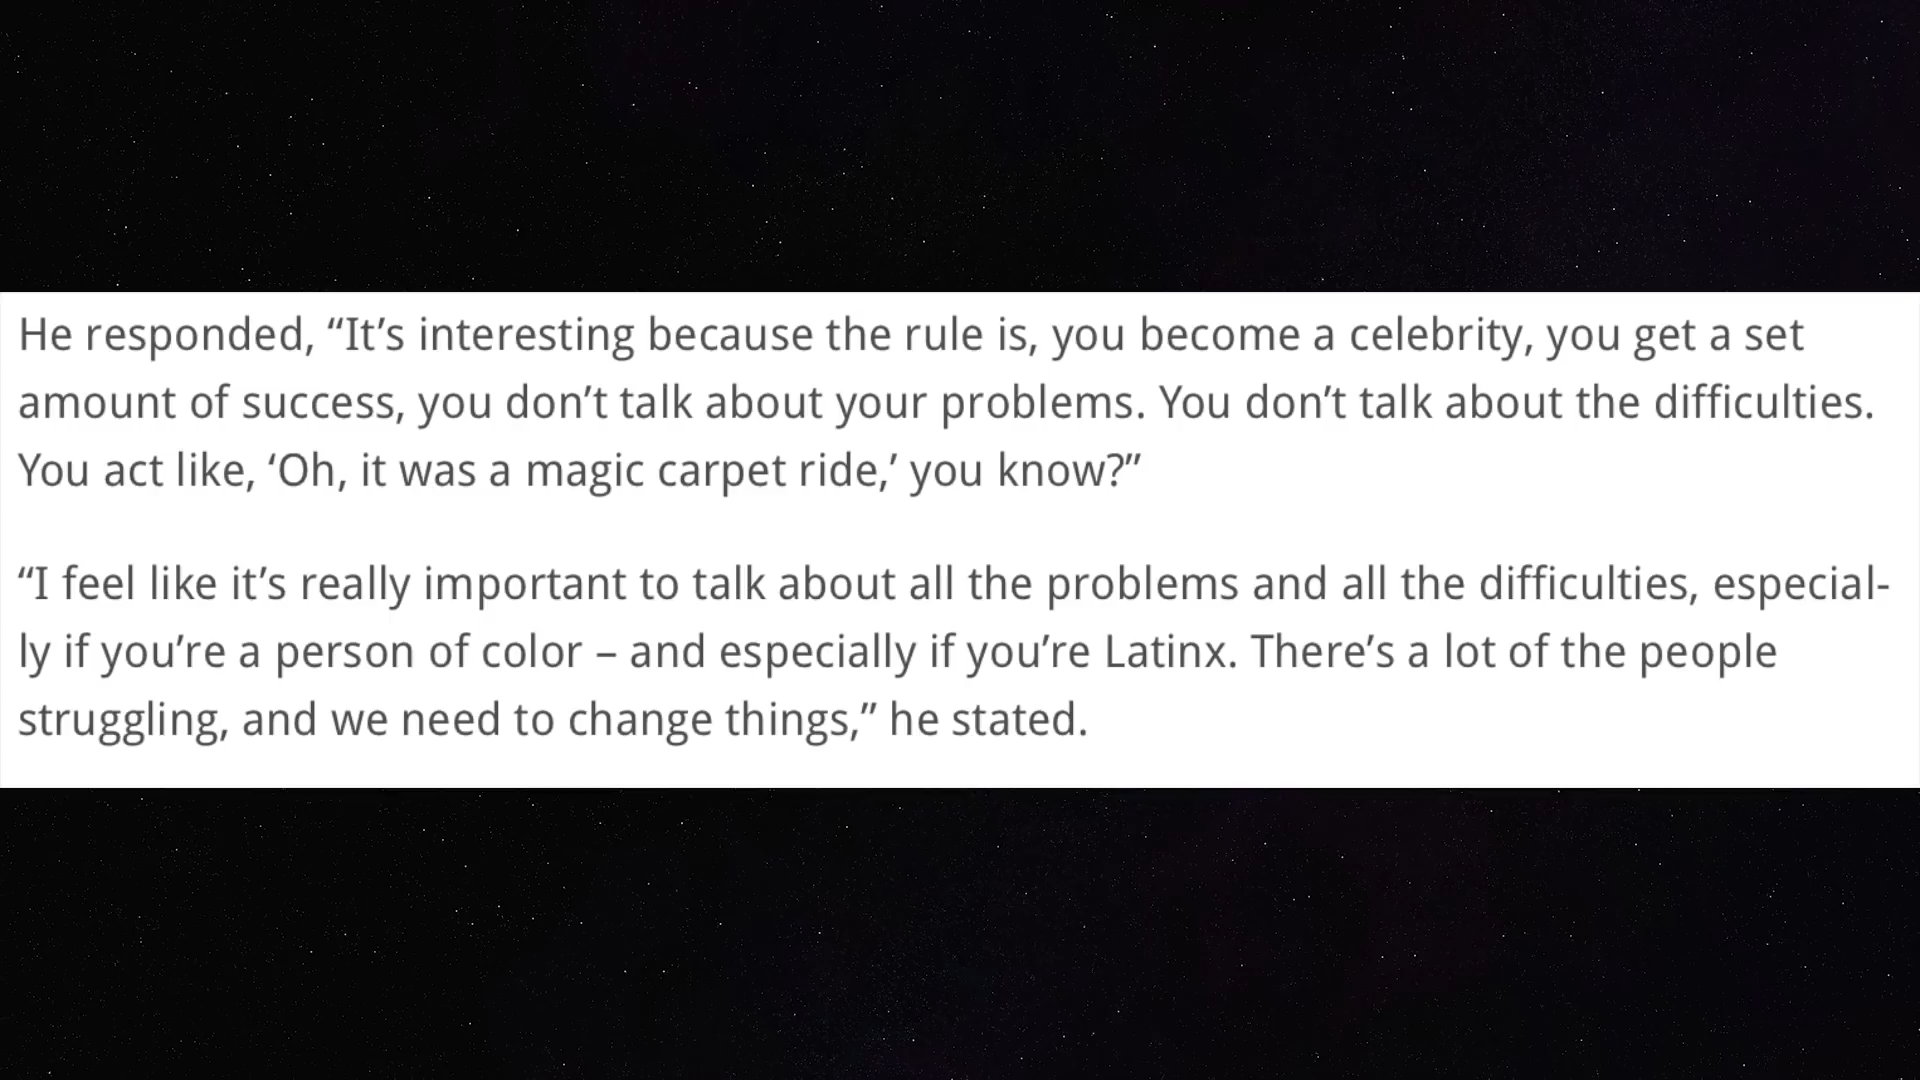 He responded, “It’s interesting because the rule is, you become a celebrity, you get a set
amount of success, you don’t talk about your problems. You don’t talk about the difficulties.
You act like, ‘Oh, it was a magic carpet ride,’ you know?”
“I feel like it’s really important to talk about all the problems and all the difficulties, especial-
ly if you’re a person of color – and especially if you’re Latinx. There’s a lot of the people
struggling, and we need to change things,” he stated.